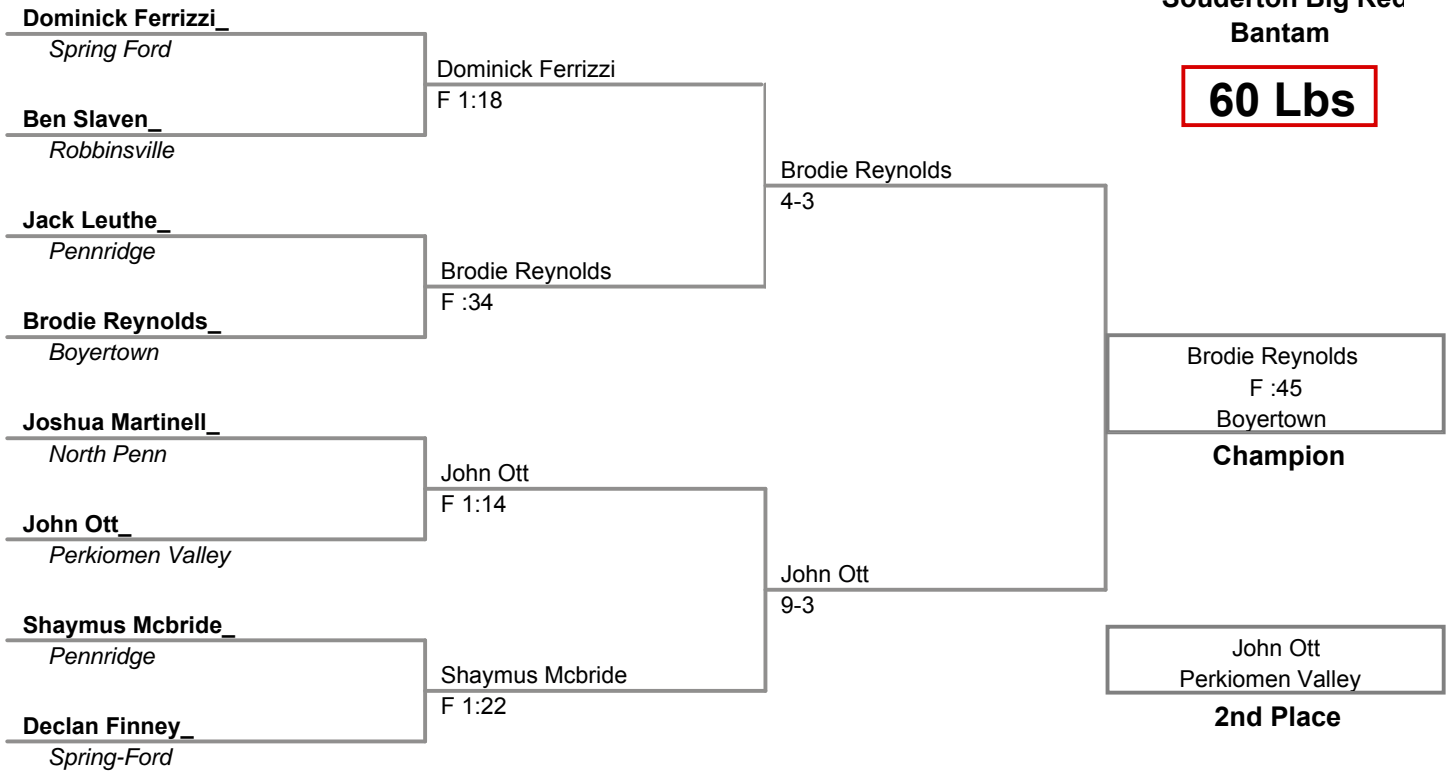 Souderton Big Red
Bantam
60 Lbs
Dominick Ferrizzi_
Spring Ford
Dominick Ferrizzi
F 1:18
Ben Slaven_
Robbinsville
Brodie Reynolds
4-3
Jack Leuthe_
Pennridge
Brodie Reynolds
F :34
Brodie Reynolds_
Boyertown
Brodie Reynolds
F :45
Boyertown
Champion
Joshua Martinell_
North Penn
John Ott
F 1:14
John Ott_
Perkiomen Valley
John Ott
9-3
Shaymus Mcbride_
Pennridge
Shaymus Mcbride
F 1:22
John Ott
Perkiomen Valley
2nd Place
Declan Finney_
Spring-Ford